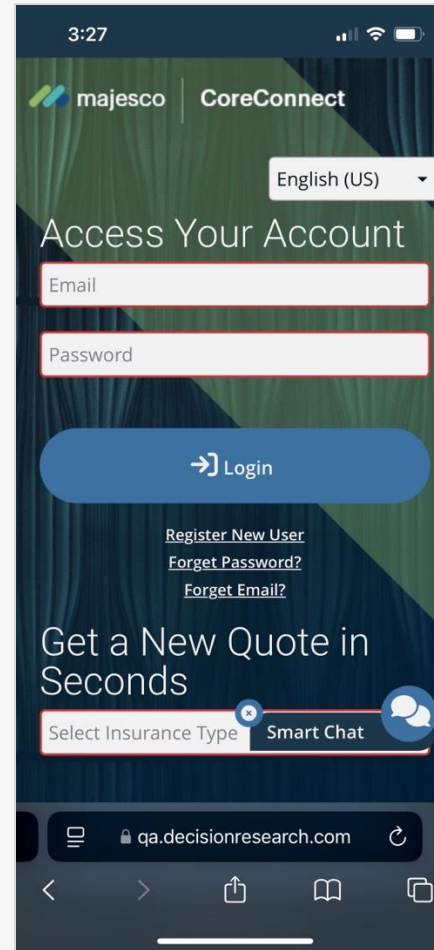 3:27
majesco CoreConnect
English (US)
Access Your Account
Email
Password
Login
Register New User
Forget Password?
Forget Email?
Get a New Quote in
Seconds
Select Insurance Type
Smart Chat
qa.decisionresearch.com